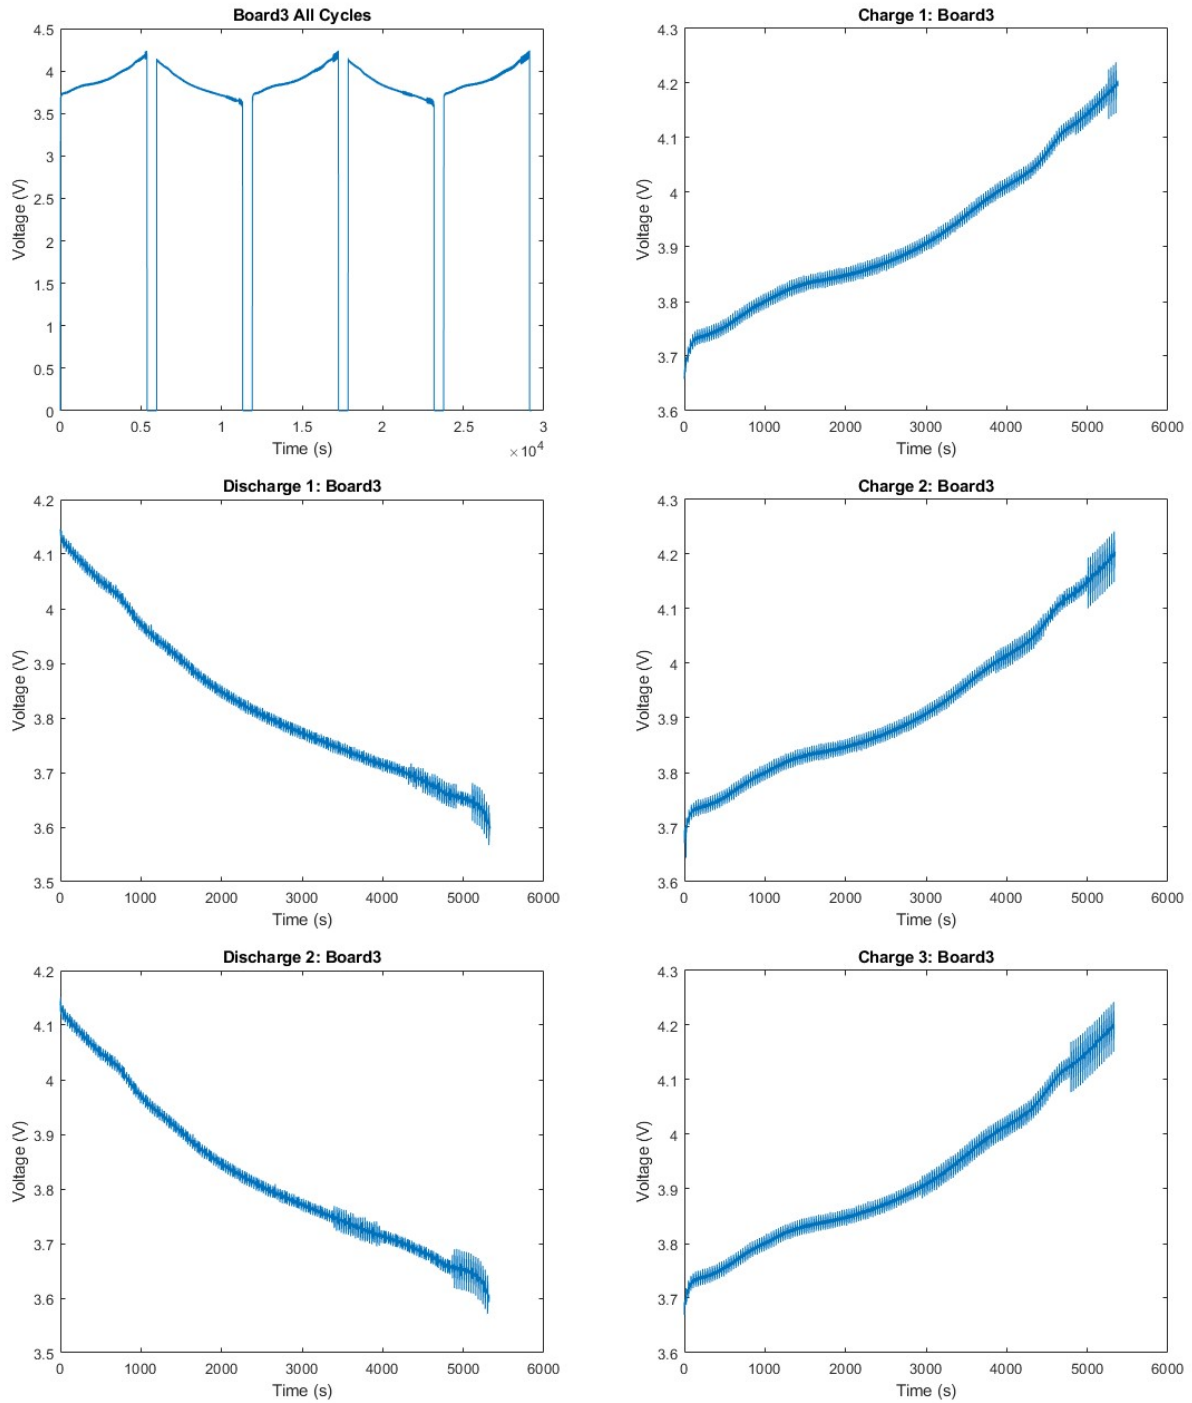 Board3 All Cycles
4.5
4
3.5
3
2.5
2
1.5
1
0.5
0
Voltage (V)
0 0.5 1 1.5 2 2.5 3
Time (s)
×10^4
Charge 1: Board3
4.3
4.2
4.1
4
3.9
3.8
3.7
3.6
Voltage (V)
0 1000 2000 3000 4000 5000 6000
Time (s)
Discharge 1: Board3
4.2
4.1
4
3.9
3.8
3.7
3.6
3.5
Voltage (V)
0 1000 2000 3000 4000 5000 6000
Time (s)
Charge 2: Board3
4.3
4.2
4.1
4
3.9
3.8
3.7
3.6
Voltage (V)
0 1000 2000 3000 4000 5000 6000
Time (s)
Discharge 2: Board3
4.2
4.1
4
3.9
3.8
3.7
3.6
3.5
Voltage (V)
0 1000 2000 3000 4000 5000 6000
Time (s)
Charge 3: Board3
4.3
4.2
4.1
4
3.9
3.8
3.7
3.6
Voltage (V)
0 1000 2000 3000 4000 5000 6000
Time (s)